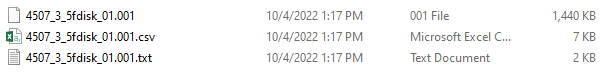 4507_3_5fdisk_01.001 10/4/2022 1:17 PM 001 File 1,440 KB
4507_3_5fdisk_01.001.csv 10/4/2022 1:17 PM Microsoft Excel C... 7 KB
4507_3_5fdisk_01.001.txt 10/4/2022 1:17 PM Text Document 2 KB